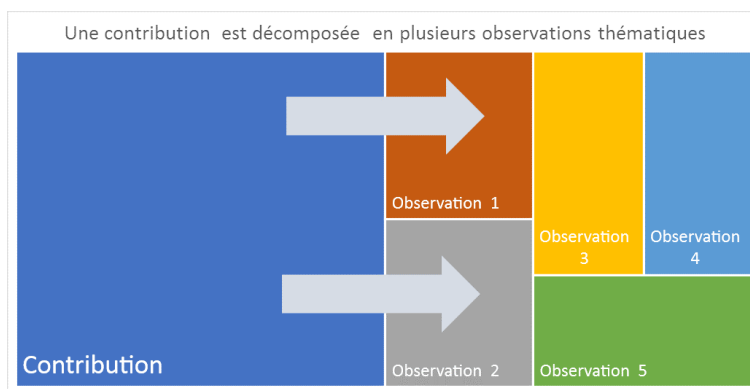 Une contribution est décomposée en plusieurs observations thématiques
Contribution
Observation 1
Observation 2
Observation
3
Observation
4
Observation 5